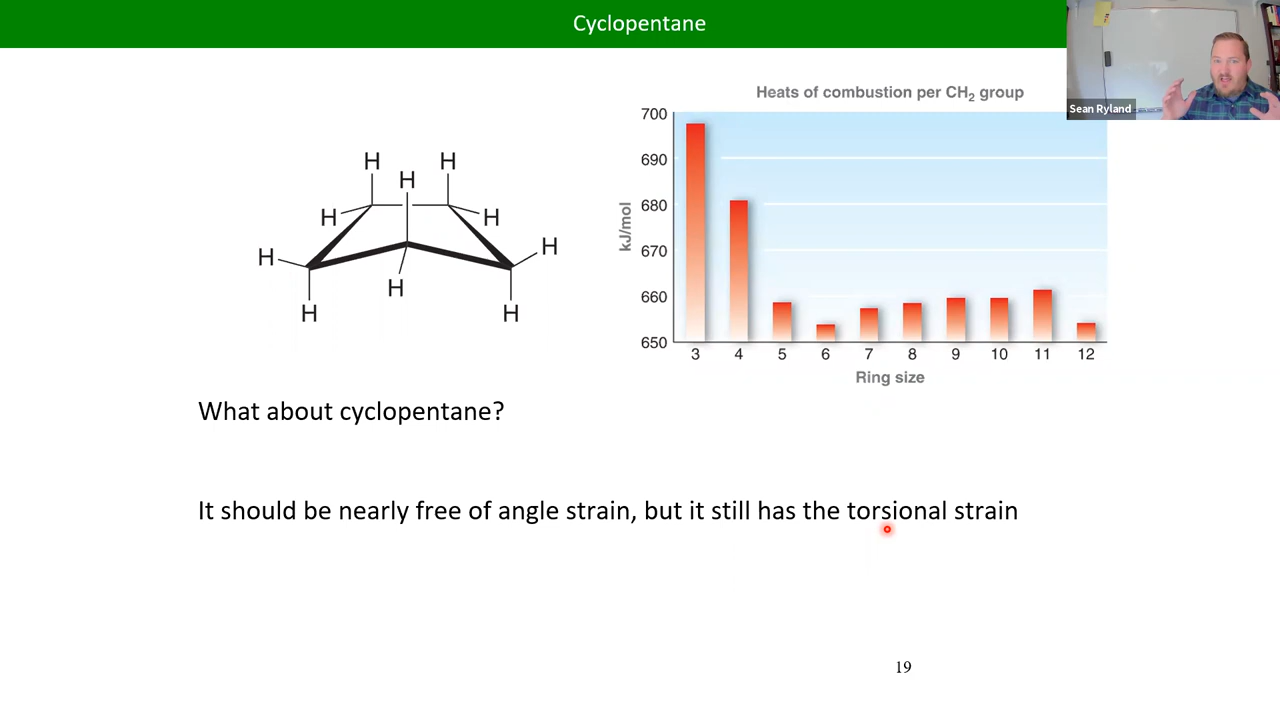 Cyclopentane
Sean Ryland
H H
H
H H
H H
H
H H
Heats of combustion per CH₂ group
kJ/mol
700
690
680
670
660
650
3 4 5 6 7 8 9 10 11 12
Ring size
What about cyclopentane?
It should be nearly free of angle strain, but it still has the torsional strain
19